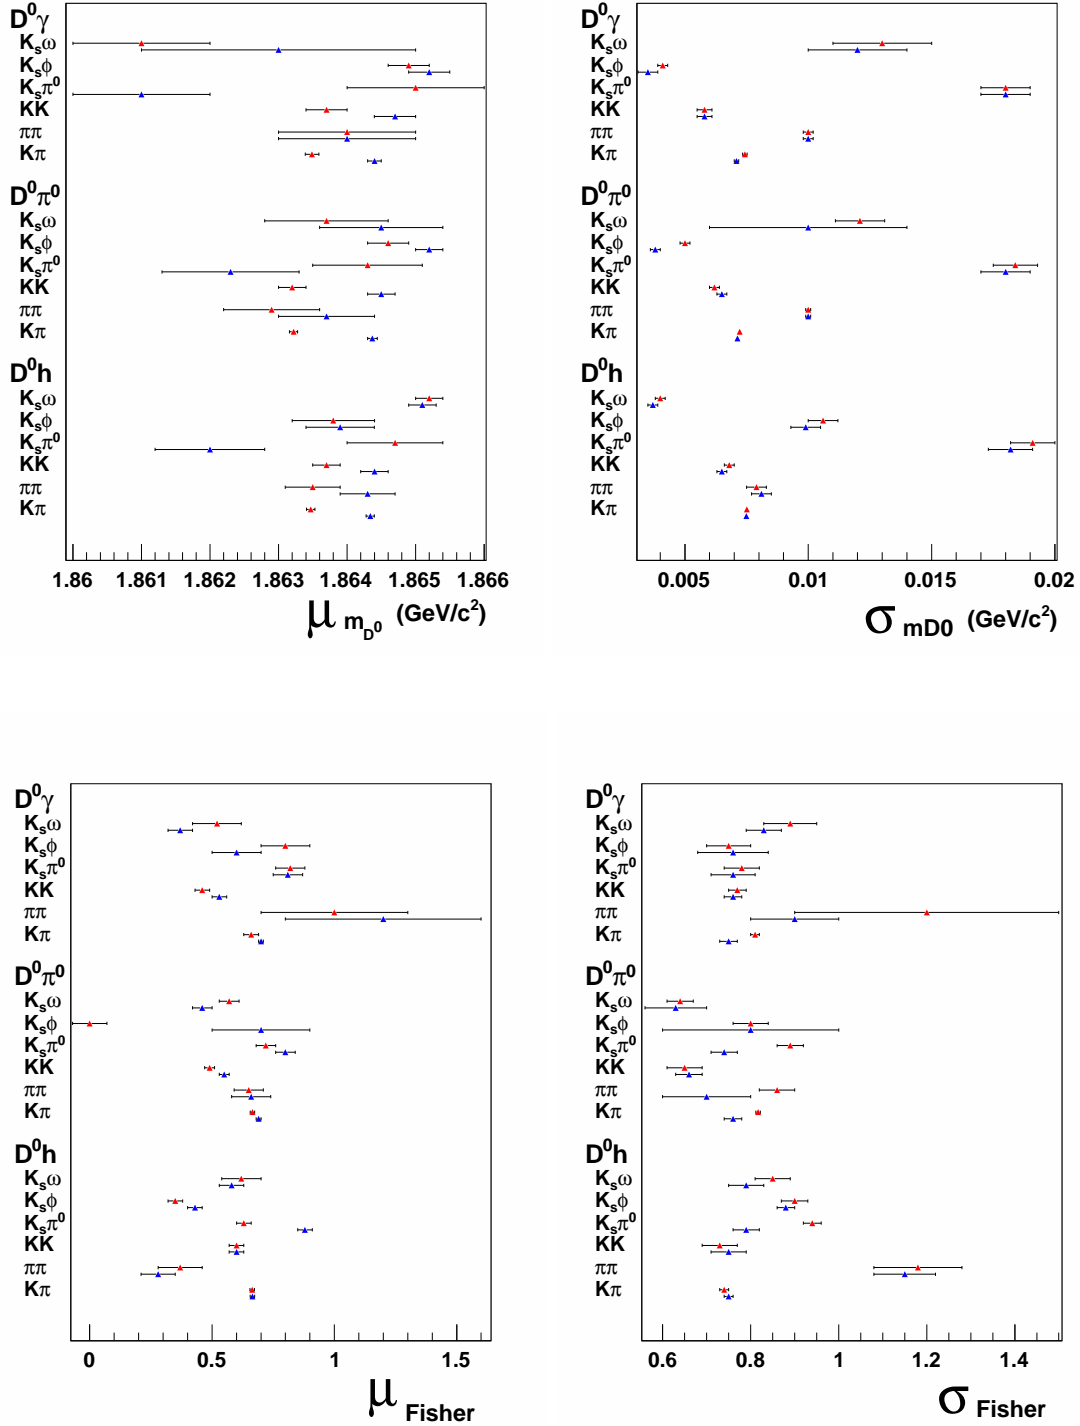 D⁰γ
Kₛω
Kₛϕ
Kₛπ⁰
KK
ππ
Kπ
D⁰π⁰
Kₛω
Kₛϕ
Kₛπ⁰
KK
ππ
Kπ
D⁰h
Kₛω
Kₛϕ
Kₛπ⁰
KK
ππ
Kπ
1.86 1.861 1.862 1.863 1.864 1.865 1.866
μ m_D⁰ (GeV/c²)
D⁰γ
Kₛω
Kₛϕ
Kₛπ⁰
KK
ππ
Kπ
D⁰π⁰
Kₛω
Kₛϕ
Kₛπ⁰
KK
ππ
Kπ
D⁰h
Kₛω
Kₛϕ
Kₛπ⁰
KK
ππ
Kπ
0.005 0.01 0.015 0.02
σ mD0 (GeV/c²)
D⁰γ
Kₛω
Kₛϕ
Kₛπ⁰
KK
ππ
Kπ
D⁰π⁰
Kₛω
Kₛϕ
Kₛπ⁰
KK
ππ
Kπ
D⁰h
Kₛω
Kₛϕ
Kₛπ⁰
KK
ππ
Kπ
0 0.5 1 1.5
μ Fisher
D⁰γ
Kₛω
Kₛϕ
Kₛπ⁰
KK
ππ
Kπ
D⁰π⁰
Kₛω
Kₛϕ
Kₛπ⁰
KK
ππ
Kπ
D⁰h
Kₛω
Kₛϕ
Kₛπ⁰
KK
ππ
Kπ
0.6 0.8 1 1.2 1.4
σ Fisher